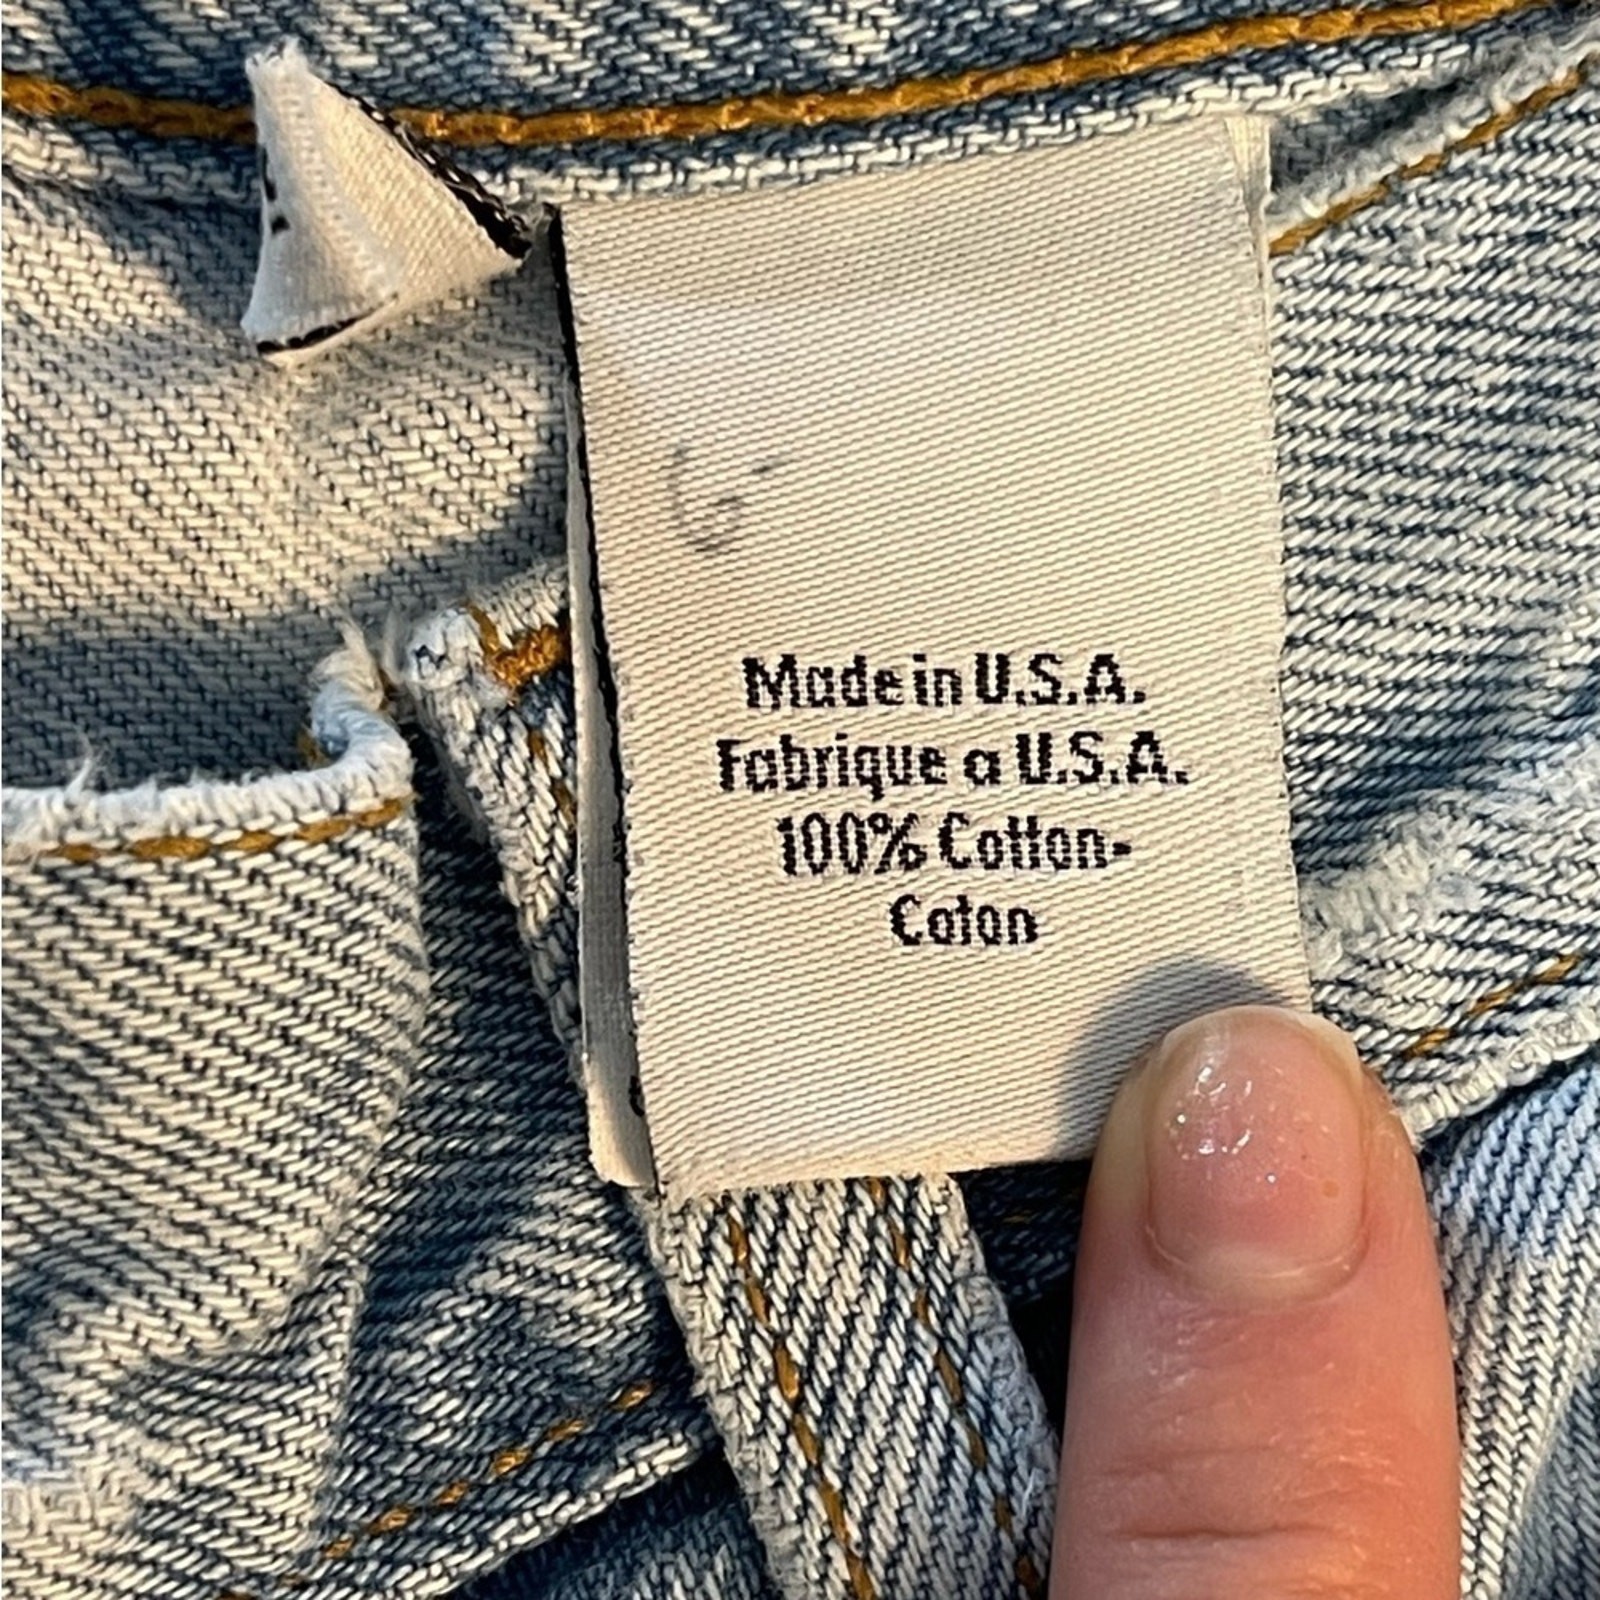 Made in U.S.A.
Fabrique a U.S.A.
100% Cotton-
Coton